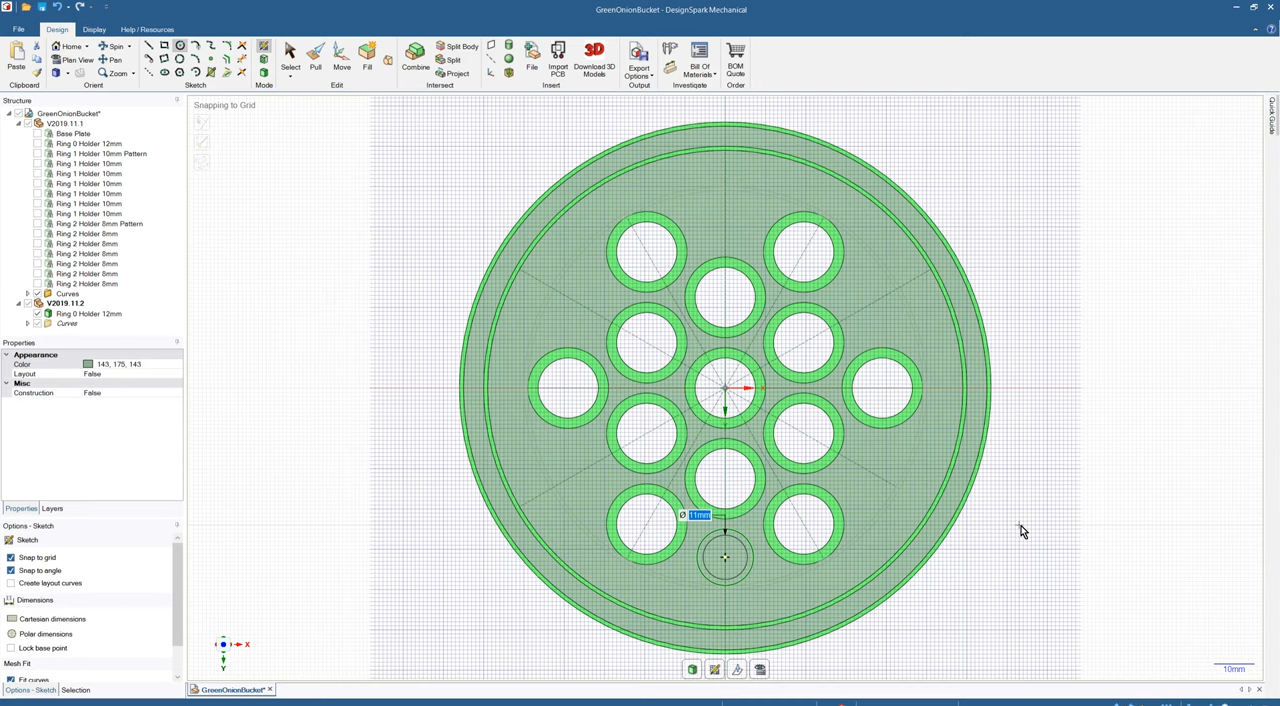 GreenOnionBucket - DesignSpark Mechanical
File
Design
Display
Help / Resources
Paste
Home
Plan View
Spin
Pan
Zoom
Select
Pull
Move
Fill
Combine
Split Body
Split
Project
File
Import PCB
Download 3D Models
Export Options
Bill Of Materials
BOM Quote
Clipboard
Orient
Sketch
Mode
Edit
Intersect
Insert
Output
Investigate
Order
Structure
GreenOnionBucket*
V2019.11.1
Base Plate
Ring 0 Holder 12mm
Ring 1 Holder 10mm Pattern
Ring 1 Holder 10mm
Ring 1 Holder 10mm
Ring 1 Holder 10mm
Ring 1 Holder 10mm
Ring 1 Holder 10mm
Ring 1 Holder 10mm
Ring 2 Holder 8mm Pattern
Ring 2 Holder 8mm
Ring 2 Holder 8mm
Ring 2 Holder 8mm
Ring 2 Holder 8mm
Ring 2 Holder 8mm
Ring 2 Holder 8mm
Curves
V2019.11.2
Ring 0 Holder 12mm
Curves
Properties
Appearance
Color 143, 175, 143
Layout False
Misc
Construction False
Properties Layers
Options - Sketch
Sketch
Snap to grid
Snap to angle
Create layout curves
Dimensions
Cartesian dimensions
Polar dimensions
Lock base point
Mesh Fit
Fit curves
Options - Sketch Selection
Snapping to Grid
Ø 11mm
X
Y
10mm
GreenOnionBucket*
Quick Guide